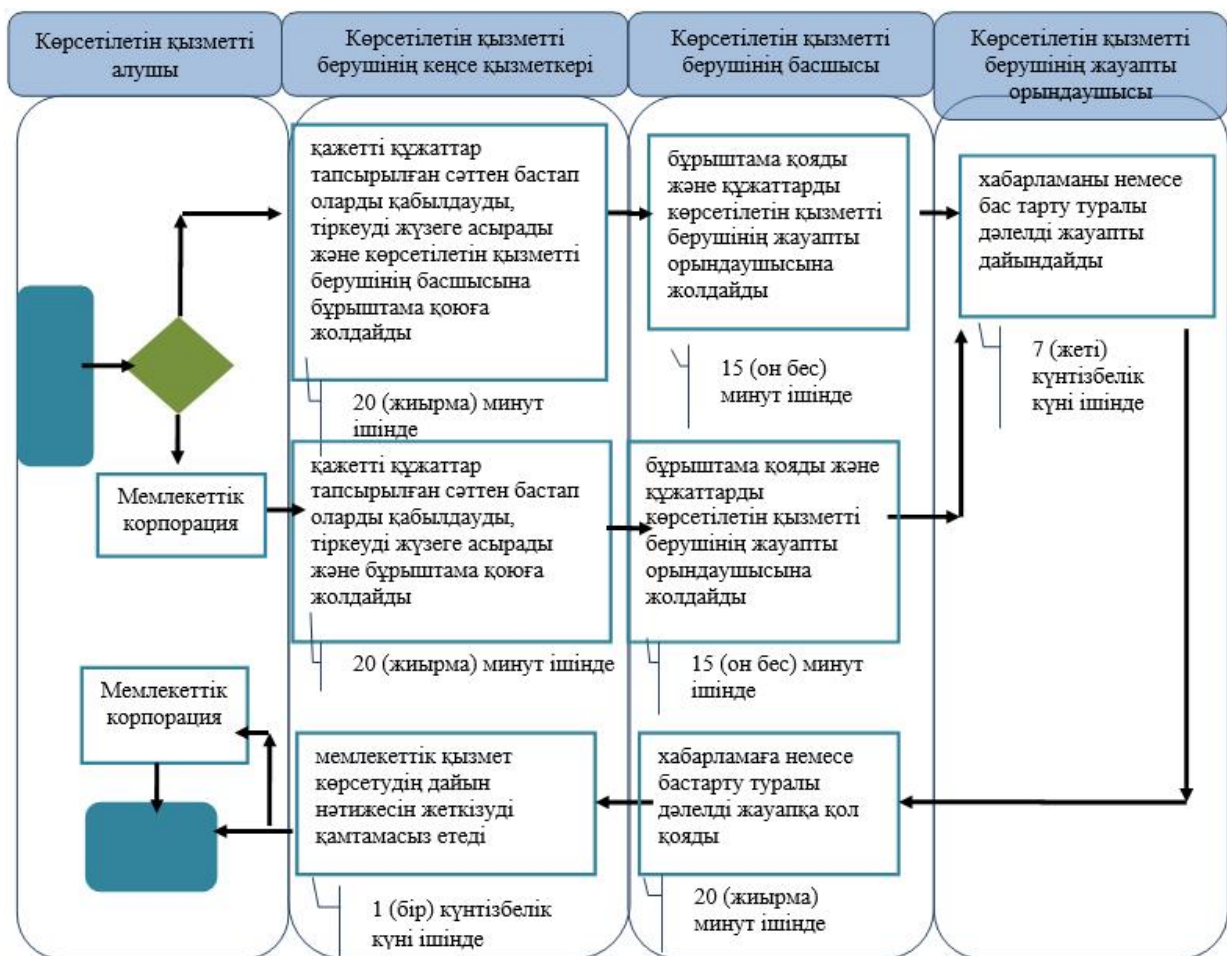 Көрсетілетін қызметті
алушы
Көрсетілетін қызметті
берушінің кеңсе қызметкері
Көрсетілетін қызметті
берушінің басшысы
Көрсетілетін қызметті
берушінің жауапты
орындаушысы
қажетті құжаттар
тапсырылған сәттен бастап
оларды қабылдауды,
тіркеуді жүзеге асырады
және көрсетілетін қызметті
берушінің басшысына
бұрыштама қоюға
жолдайды
20 (жиырма) минут
ішінде
бұрыштама қояды
және құжаттарды
көрсетілетін қызметті
берушінің жауапты
орындаушысына
жолдайды
15 (он бес)
минут ішінде
хабарламаны немесе
бас тарту туралы
дәлелді жауапты
дайындайды
7 (жеті)
күнтізбелік
күні ішінде
Мемлекеттік
корпорация
қажетті құжаттар
тапсырылған сәттен бастап
оларды қабылдауды,
тіркеуді жүзеге асырады
және бұрыштама қоюға
жолдайды
20 (жиырма) минут ішінде
бұрыштама қояды және
құжаттарды
көрсетілетін қызметті
берушінің жауапты
орындаушысына
жолдайды
15 (он бес) минут
ішінде
Мемлекеттік
корпорация
мемлекеттік қызмет
көрсетудің дайын
нәтижесін жеткізуді
қамтамасыз етеді
1 (бір) күнтізбелік
күні ішінде
хабарламаға немесе
бастарту туралы
дәлелді жауапқа қол
қояды
20 (жиырма)
минут ішінде